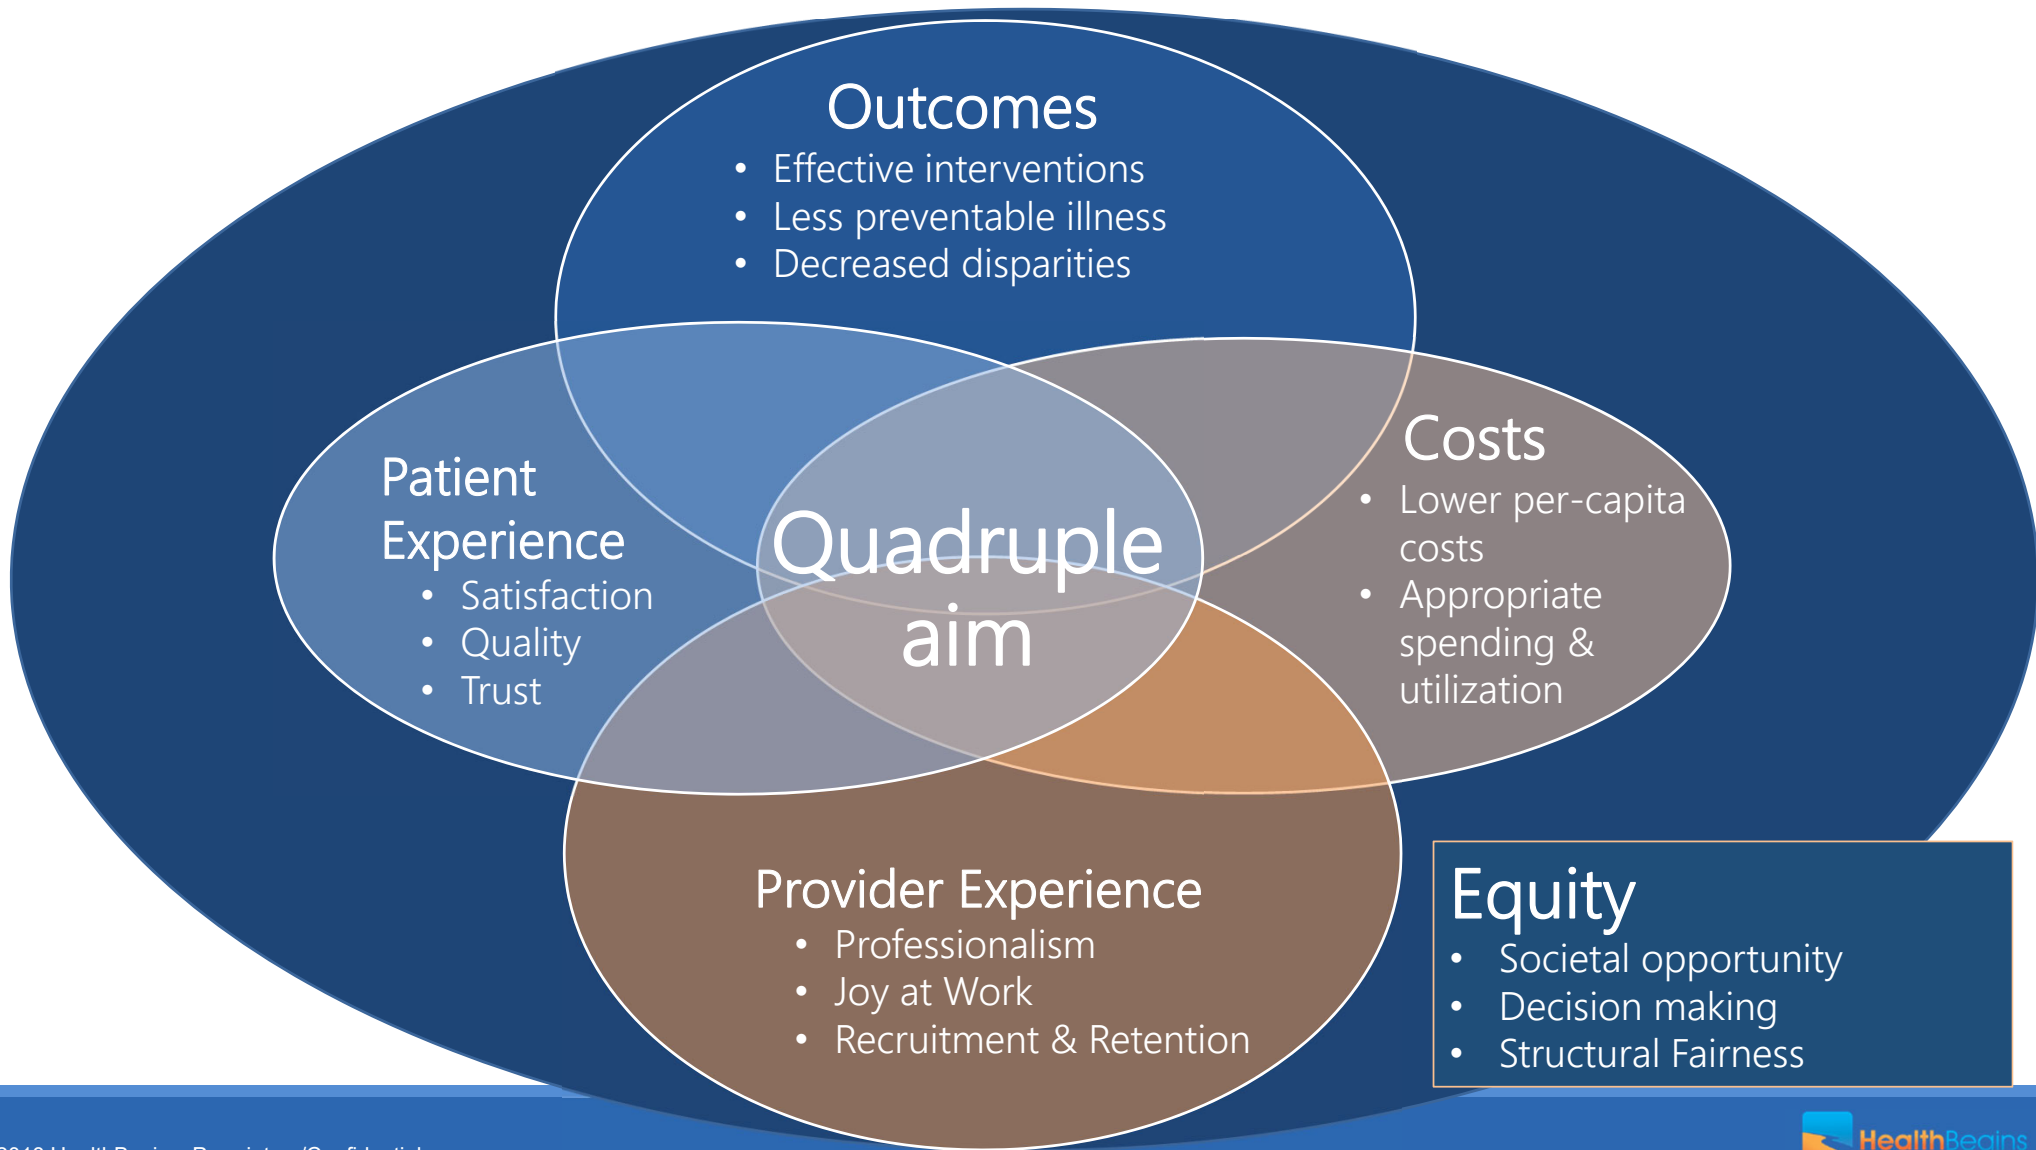 Outcomes
• Effective interventions
• Less preventable illness
• Decreased disparities
Patient
Experience
• Satisfaction
• Quality
• Trust
Quadruple
aim
Costs
• Lower per-capita
costs
• Appropriate
spending &
utilization
Provider Experience
• Professionalism
• Joy at Work
• Recruitment & Retention
Equity
• Societal opportunity
• Decision making
• Structural Fairness
HealthBegins